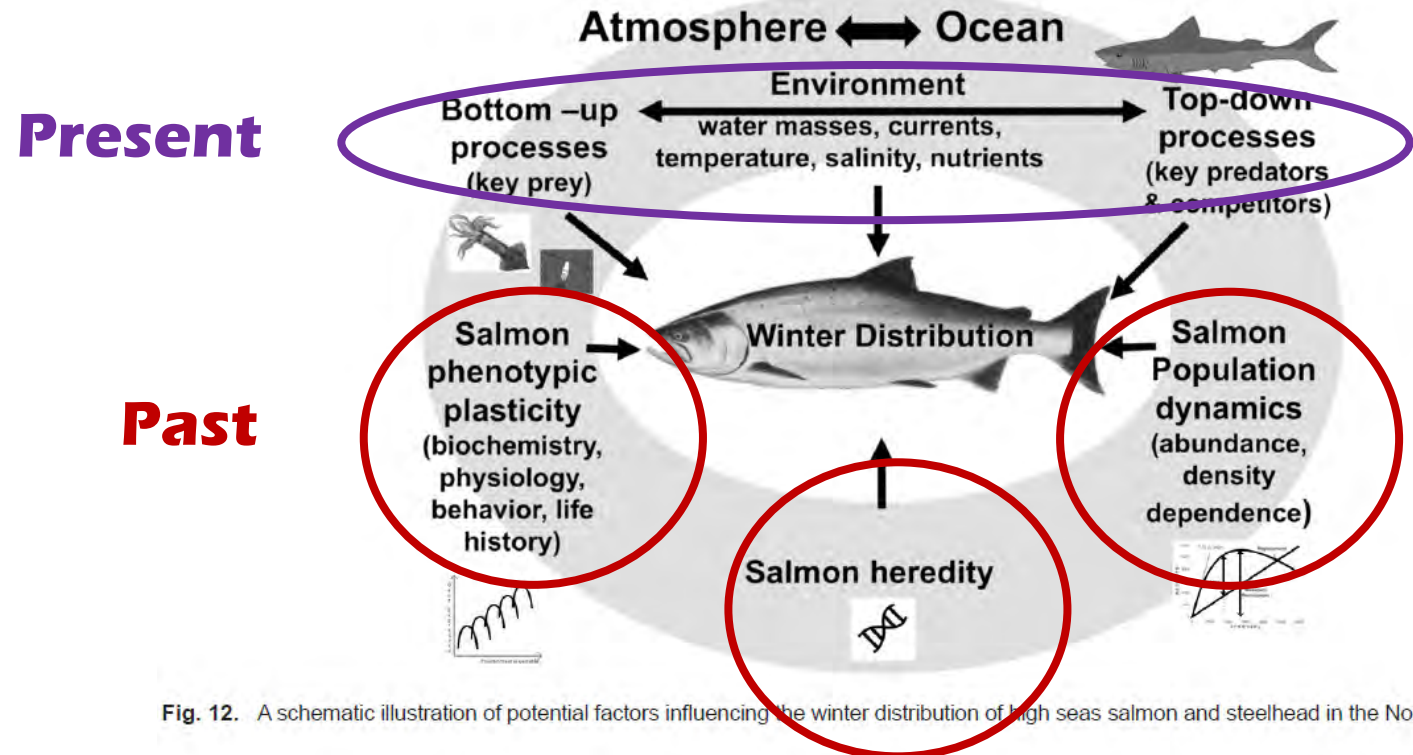 Atmosphere Ocean
Present
Environment
Bottom –up
processes
(key prey)
water masses, currents,
temperature, salinity, nutrients
Top-down
processes
(key predators
& competitors)
Past
Salmon
phenotypic
plasticity
(biochemistry,
physiology,
behavior, life
history)
Winter Distribution
Salmon
Population
dynamics
(abundance,
density
dependence)
Salmon heredity
Fig. 12. A schematic illustration of potential factors influencing the winter distribution of high seas salmon and steelhead in the No